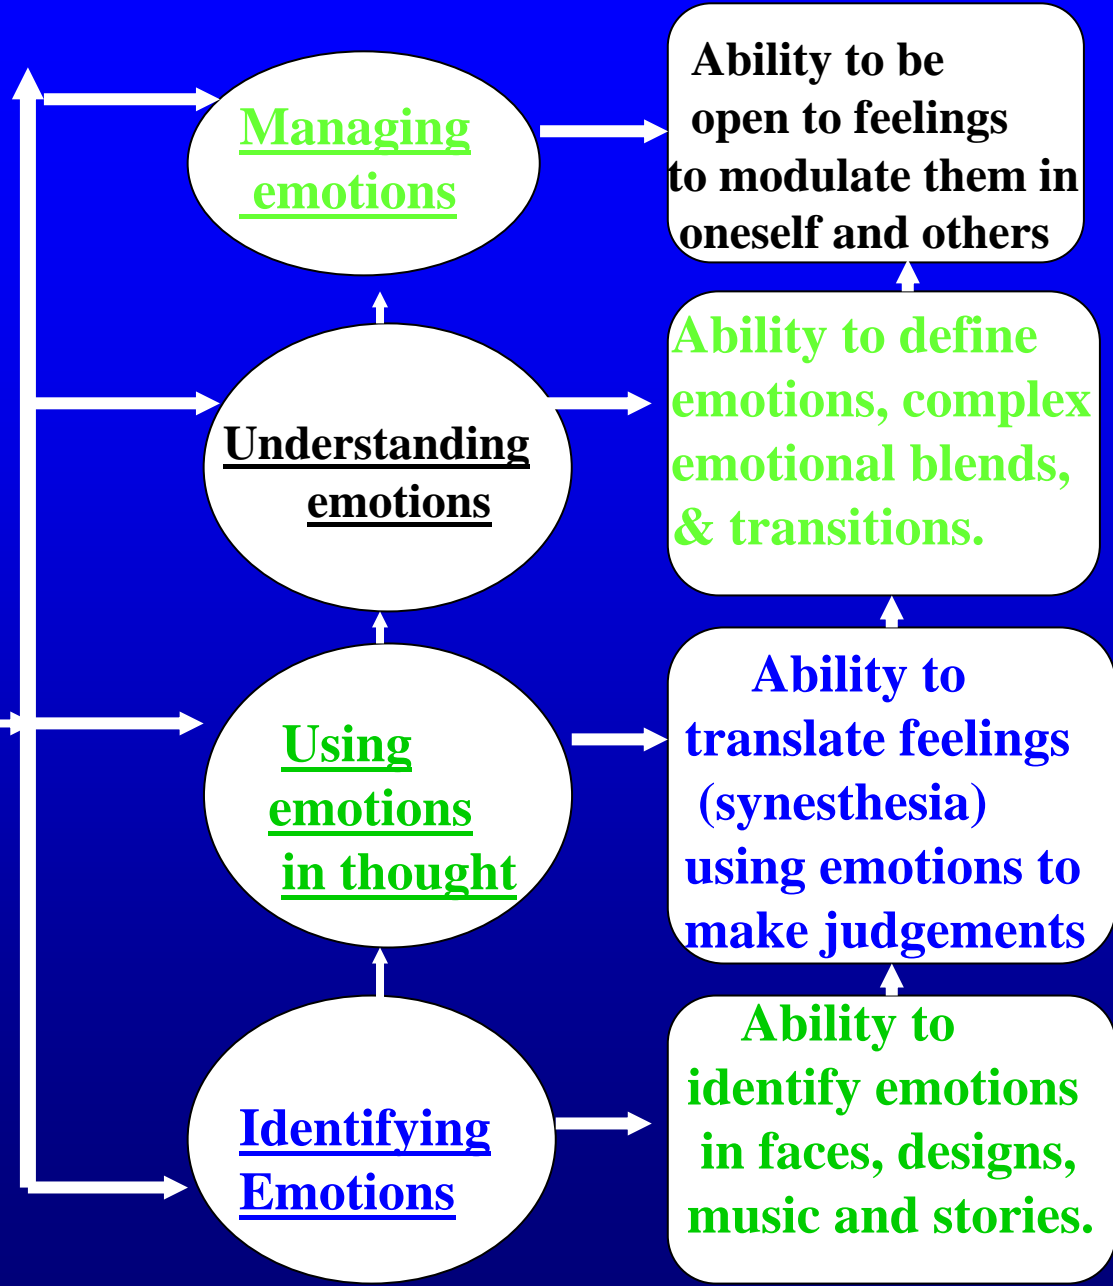 Managing
emotions
Ability to be
open to feelings
to modulate them in
oneself and others
Understanding
emotions
Ability to define
emotions, complex
emotional blends,
& transitions.
Using
emotions
in thought
Ability to
translate feelings
(synesthesia)
using emotions to
make judgements
Identifying
Emotions
Ability to
identify emotions
in faces, designs,
music and stories.